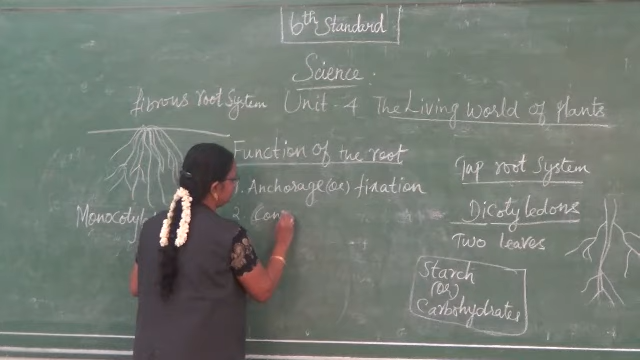 6th Standard
Science.
fibrous root System Unit - 4 The Living World of plants
Function of the root
1. Anchorage (OR) fixation
2. Con
Tap root System
Dicotyledons
Two leaves
Starch
(OR)
Carbohydrates